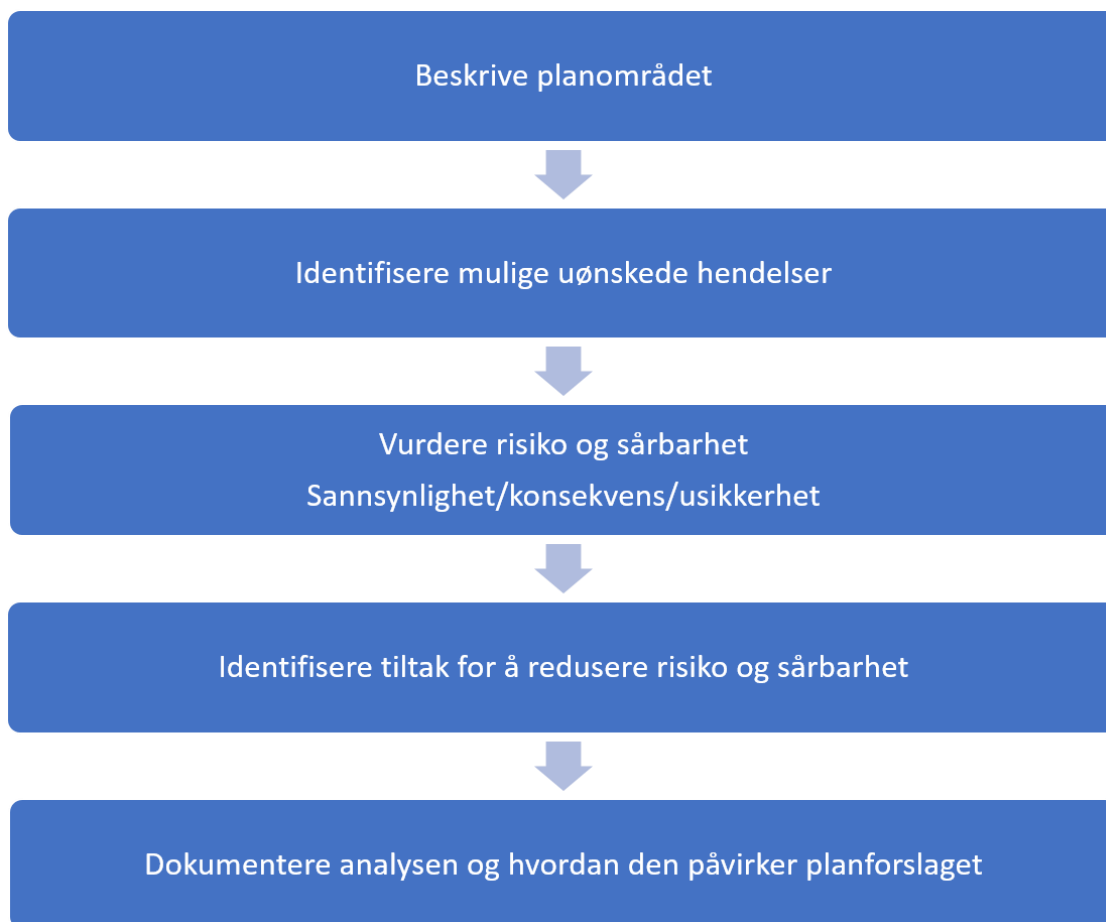 Beskrive planområdet
Identifisere mulige uønskede hendelser
Vurdere risiko og sårbarhet
Sannsynlighet/konsekvens/usikkerhet
Identifisere tiltak for å redusere risiko og sårbarhet
Dokumentere analysen og hvordan den påvirker planforslaget